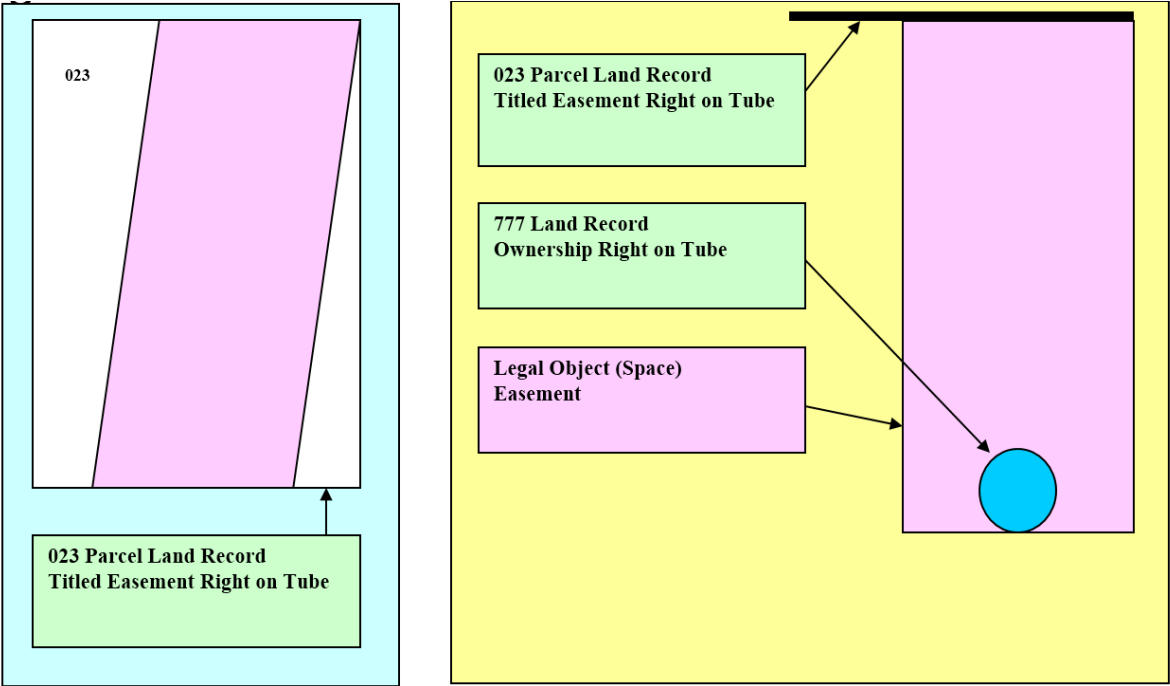 023
023 Parcel Land Record
Titled Easement Right on Tube
023 Parcel Land Record
Titled Easement Right on Tube
777 Land Record
Ownership Right on Tube
Legal Object (Space)
Easement